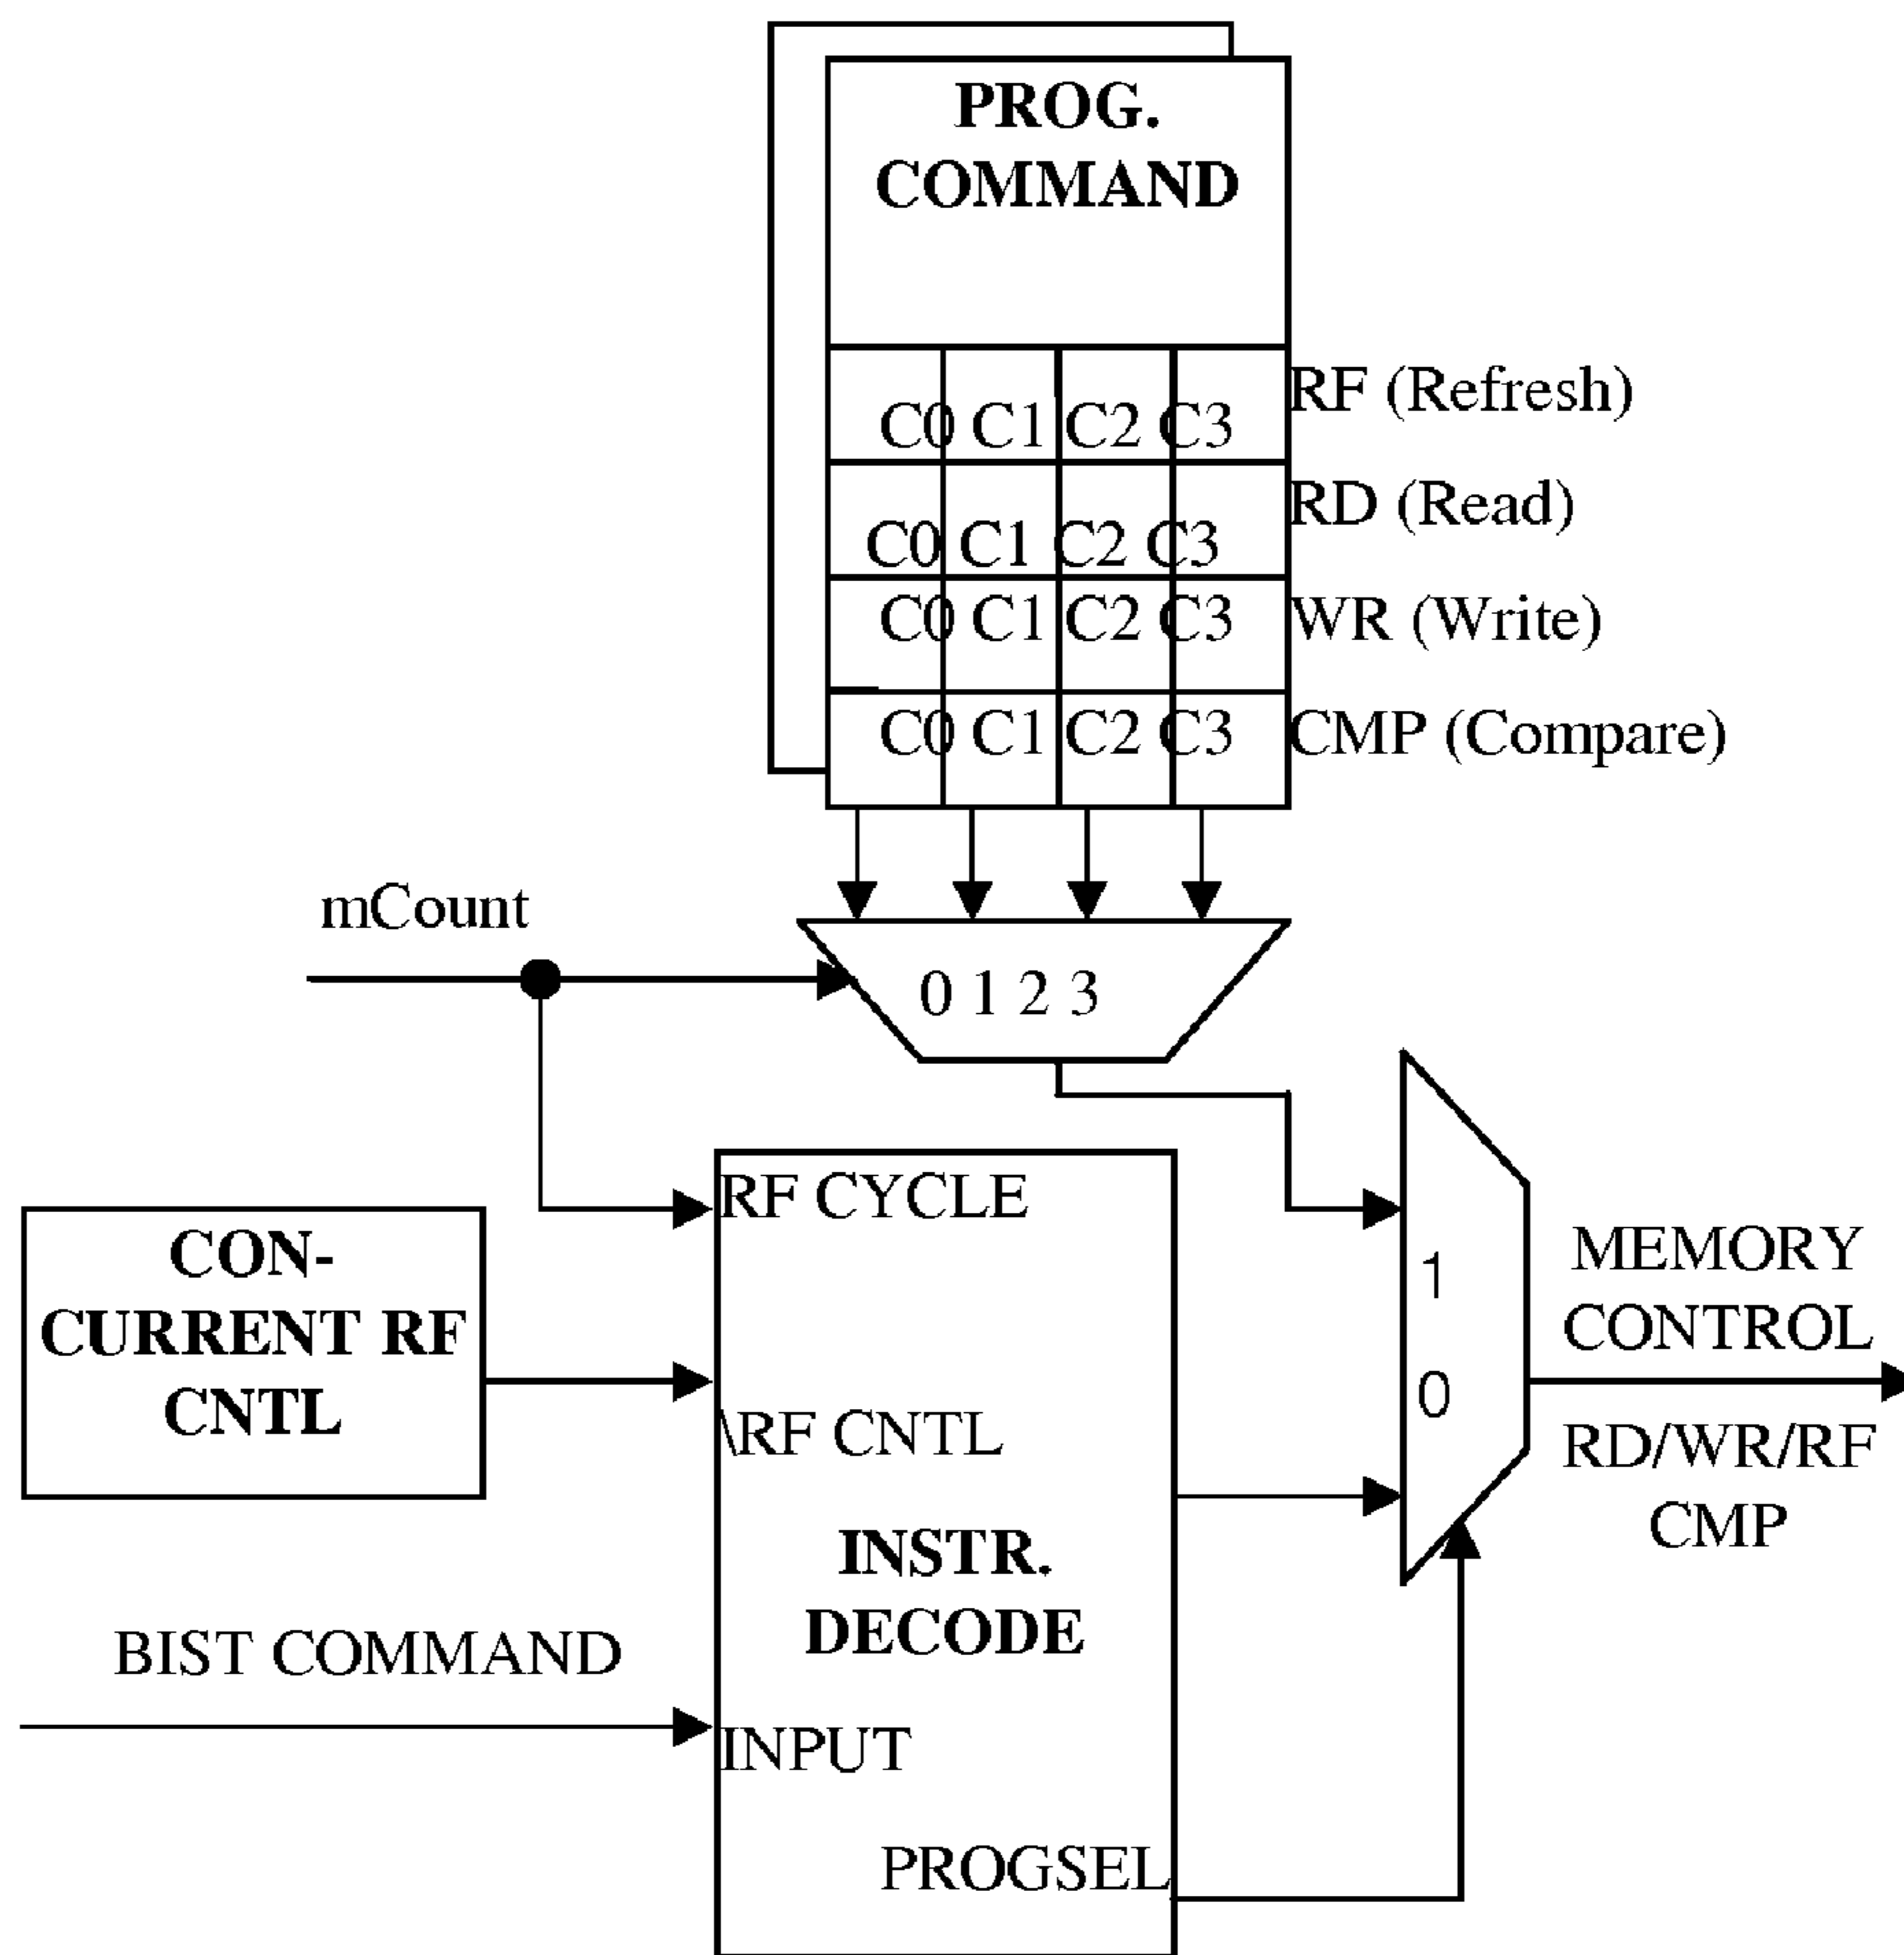 PROG.
COMMAND
C0 C1 C2 C3 RF (Refresh)
C0 C1 C2 C3 RD (Read)
C0 C1 C2 C3 WR (Write)
C0 C1 C2 C3 CMP (Compare)
mCount
0 1 2 3
RF CYCLE
CON-
CURRENT RF
CNTL
\RF CNTL
1
0
MEMORY
CONTROL
RD/WR/RF
CMP
INSTR.
DECODE
BIST COMMAND
INPUT
PROGSEL